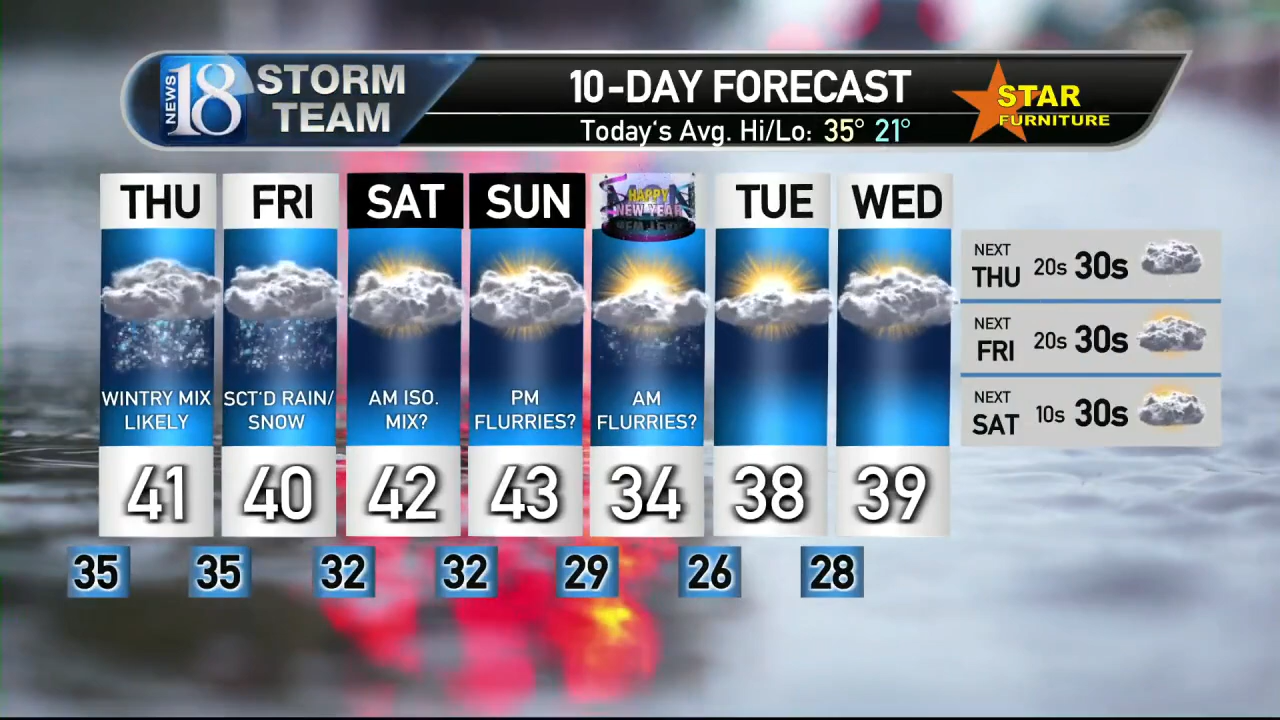 NEWS 18 STORM TEAM
10-DAY FORECAST
Today's Avg. Hi/Lo: 35° 21°
STAR
FURNITURE
THU FRI SAT SUN HAPPY NEW YEAR TUE WED
WINTRY MIX LIKELY
SCT'D RAIN/ SNOW
AM ISO. MIX?
PM FLURRIES?
AM FLURRIES?
41 40 42 43 34 38 39
35 35 32 32 29 26 28
NEXT THU 20s 30s
NEXT FRI 20s 30s
NEXT SAT 10s 30s